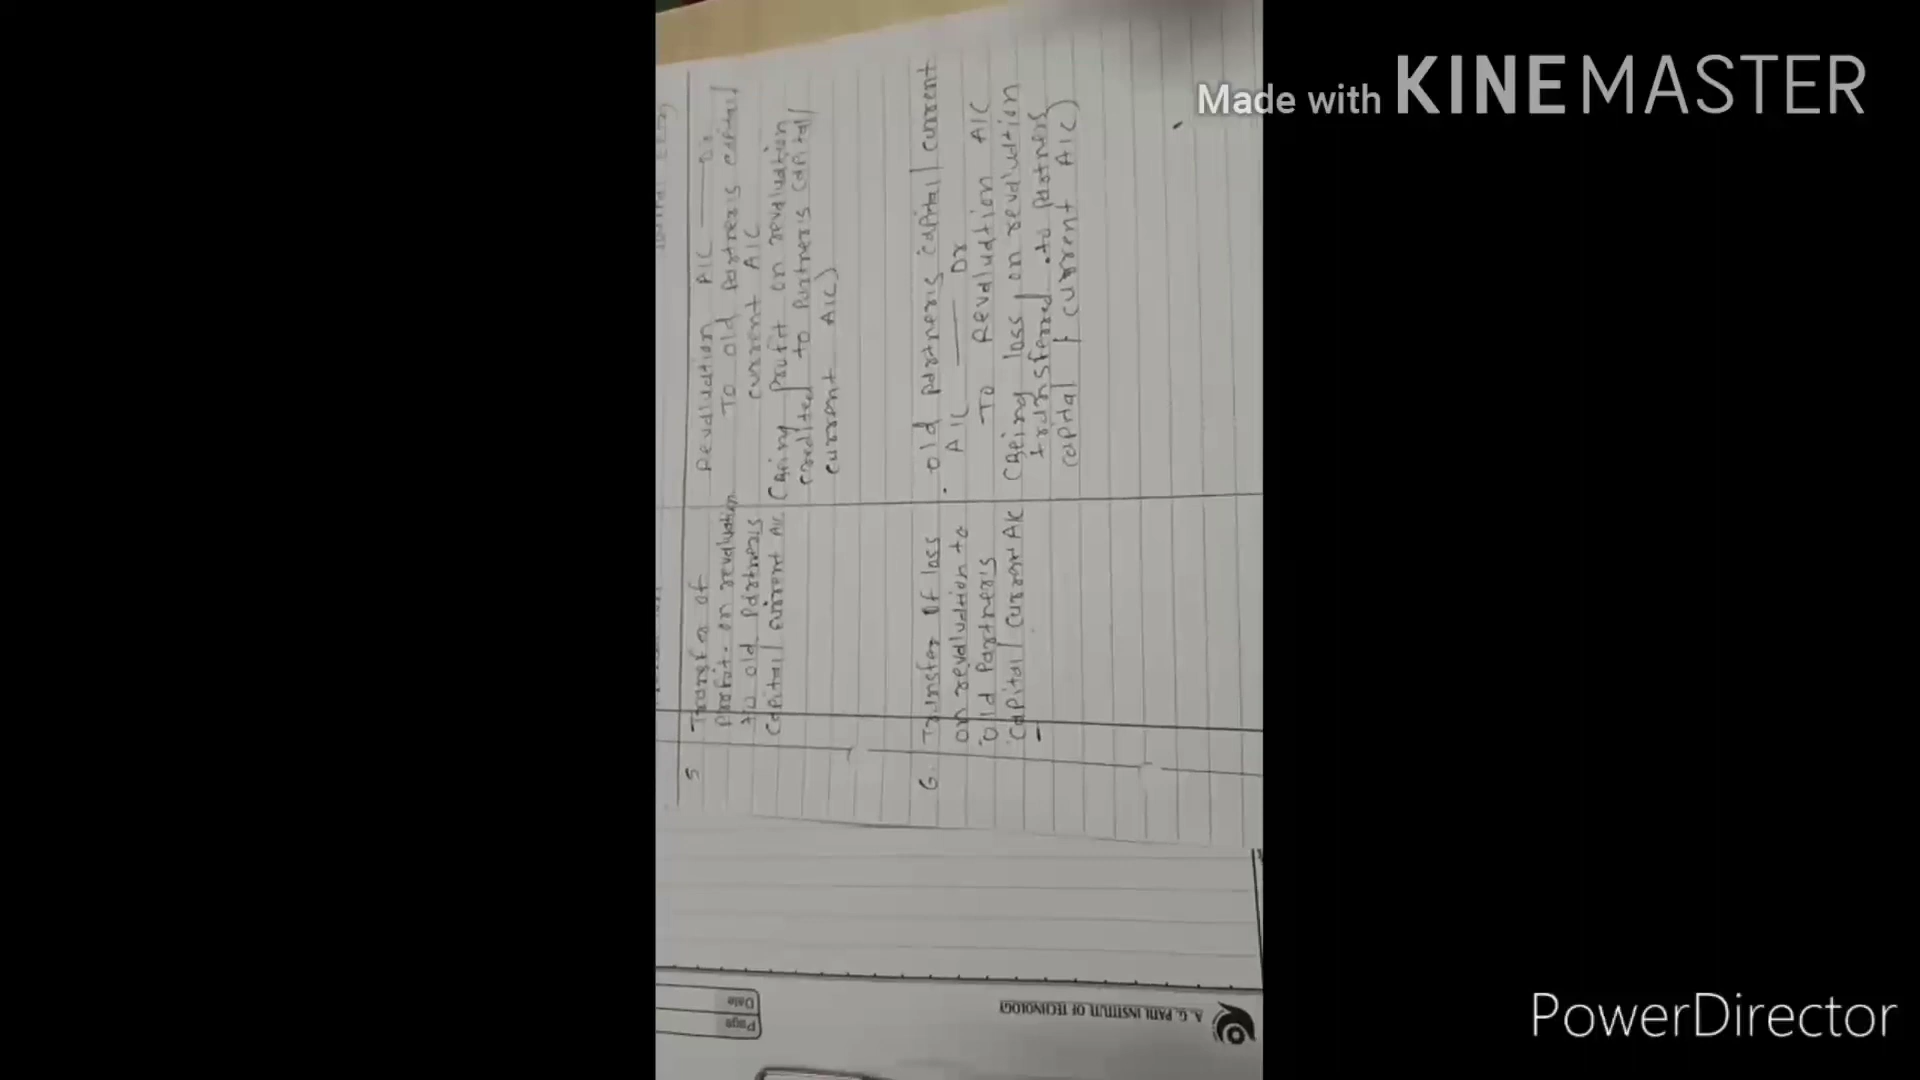 Made with KINEMASTER
5
Transfer of
Profit on revaluation
to old partners
capital/ current A/c
Revaluation A/C —— Dr
To old partner's capital/
current A/C
(Being profit on revaluation
credited to partner's capital/
current A/C)
6.
Transfer of loss
on revaluation to
old Partner's
capital/ current A/c
old partner's capital/ current
A/C —— Dr
To Revaluation A/C
(Being loss on revaluation
transferred to partners
capital / current A/C)
Page
Date
A. G. PATIL INSTITUTE OF TECHNOLOGY
PowerDirector